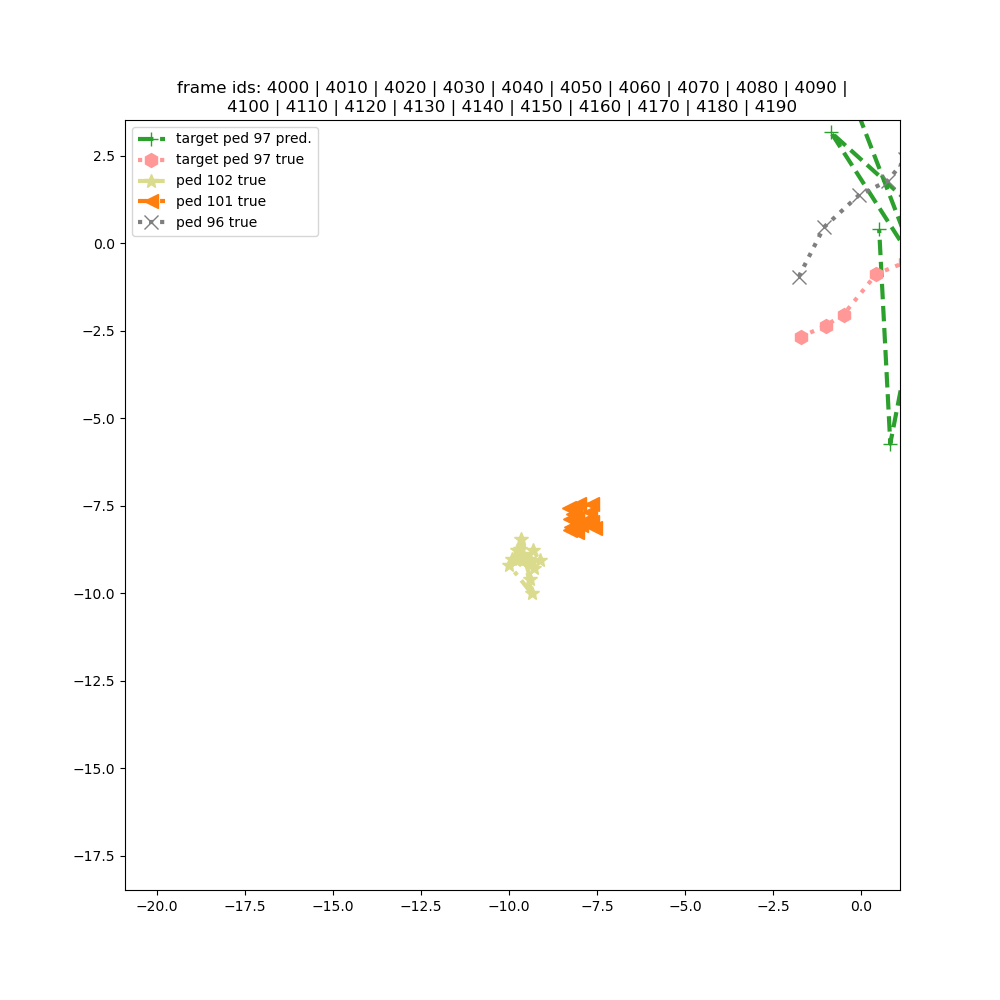 frame ids: 4000 | 4010 | 4020 | 4030 | 4040 | 4050 | 4060 | 4070 | 4080 | 4090 |
4100 | 4110 | 4120 | 4130 | 4140 | 4150 | 4160 | 4170 | 4180 | 4190
target ped 97 pred.
target ped 97 true
ped 102 true
ped 101 true
ped 96 true
2.5
0.0
−2.5
−5.0
−7.5
−10.0
−12.5
−15.0
−17.5
−20.0 −17.5 −15.0 −12.5 −10.0 −7.5 −5.0 −2.5 0.0